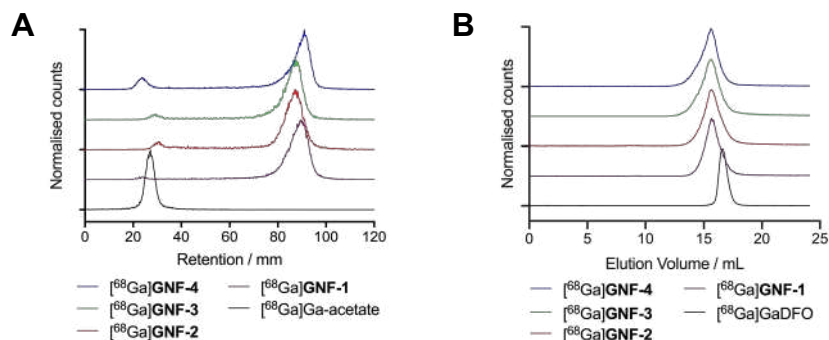 A
Normalised counts
0 20 40 60 80 100 120
Retention / mm
[⁶⁸Ga]GNF-4
[⁶⁸Ga]GNF-3
[⁶⁸Ga]GNF-2
[⁶⁸Ga]GNF-1
[⁶⁸Ga]Ga-acetate
B
Normalised counts
0 5 10 15 20 25
Elution Volume / mL
[⁶⁸Ga]GNF-4
[⁶⁸Ga]GNF-3
[⁶⁸Ga]GNF-2
[⁶⁸Ga]GNF-1
[⁶⁸Ga]GaDFO